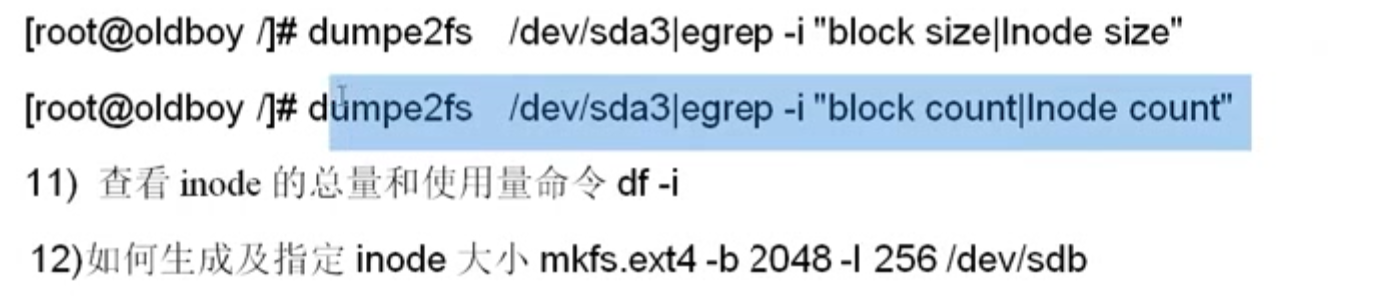 [root@oldboy /]# dumpe2fs /dev/sda3|egrep -i "block size|Inode size"
[root@oldboy /]# dumpe2fs /dev/sda3|egrep -i "block count|Inode count"
11) 查看 inode 的总量和使用量命令 df -i
12)如何生成及指定 inode 大小 mkfs.ext4 -b 2048 -I 256 /dev/sdb